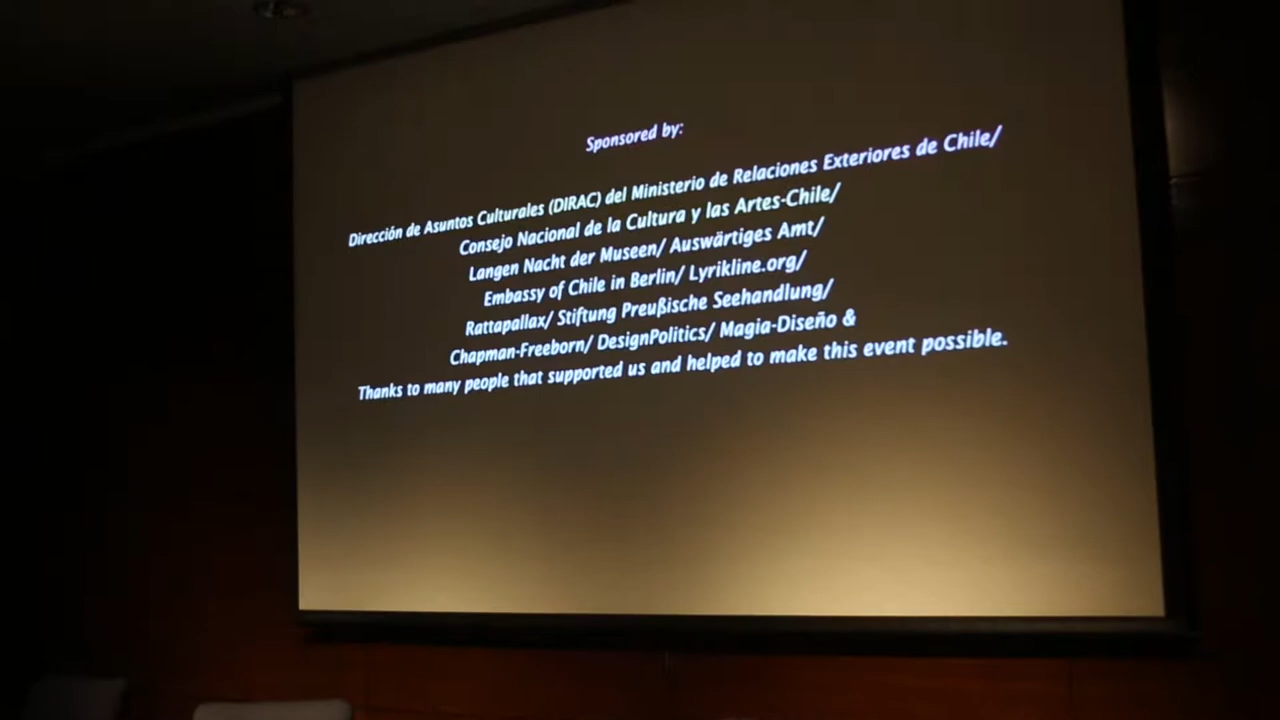 Sponsored by:
Dirección de Asuntos Culturales (DIRAC) del Ministerio de Relaciones Exteriores de Chile/
Consejo Nacional de la Cultura y las Artes-Chile/
Langen Nacht der Museen/ Auswärtiges Amt/
Embassy of Chile in Berlin/ Lyrikline.org/
Rattapallax/ Stiftung Preußische Seehandlung/
Chapman-Freeborn/ DesignPolitics/ Magia-Diseño &
Thanks to many people that supported us and helped to make this event possible.